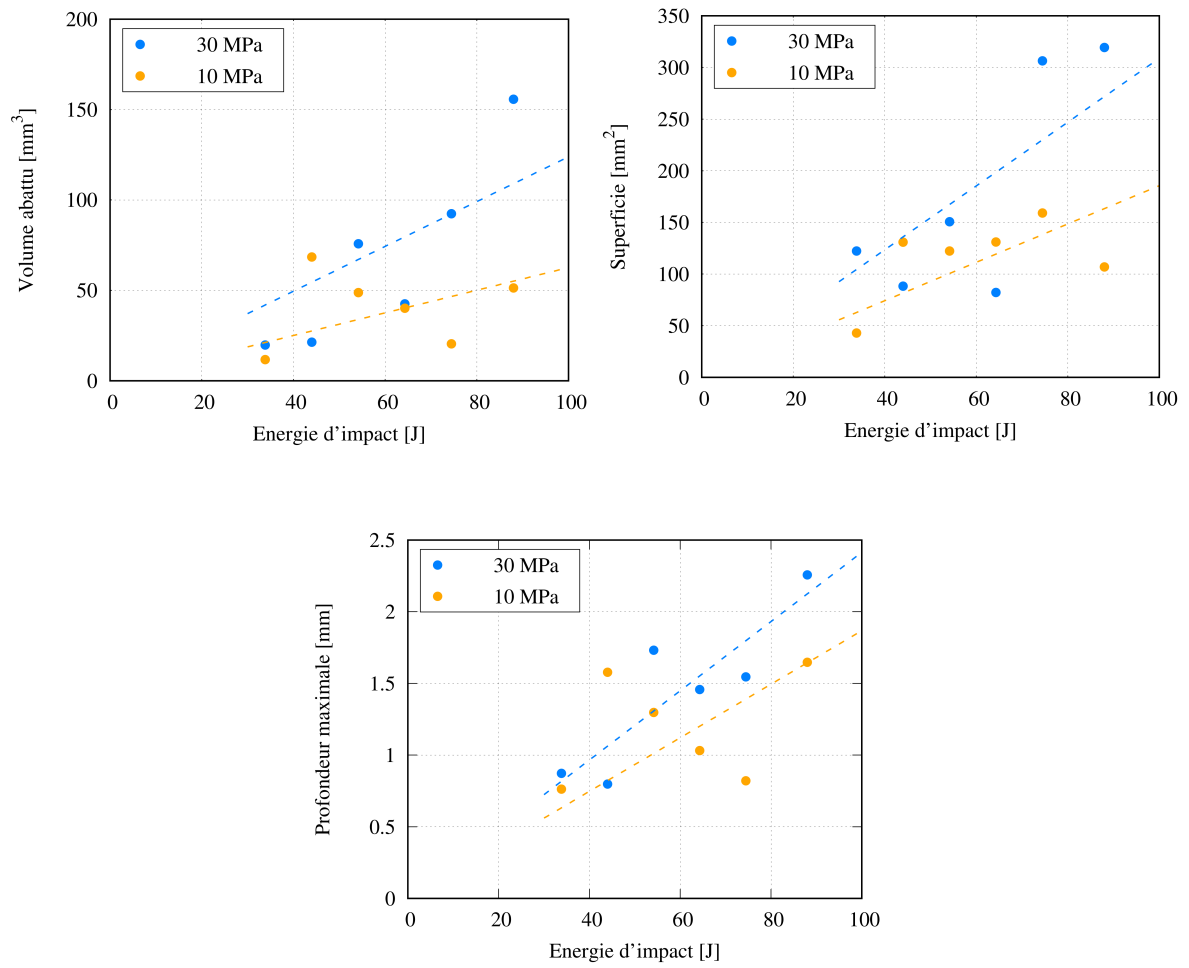 200
150
100
50
0
0 20 40 60 80 100
Volume abattu [mm³]
Energie d’impact [J]
30 MPa
10 MPa
350
300
250
200
150
100
50
0
0 20 40 60 80 100
Superficie [mm²]
Energie d’impact [J]
30 MPa
10 MPa
2.5
2
1.5
1
0.5
0
0 20 40 60 80 100
Profondeur maximale [mm]
Energie d’impact [J]
30 MPa
10 MPa